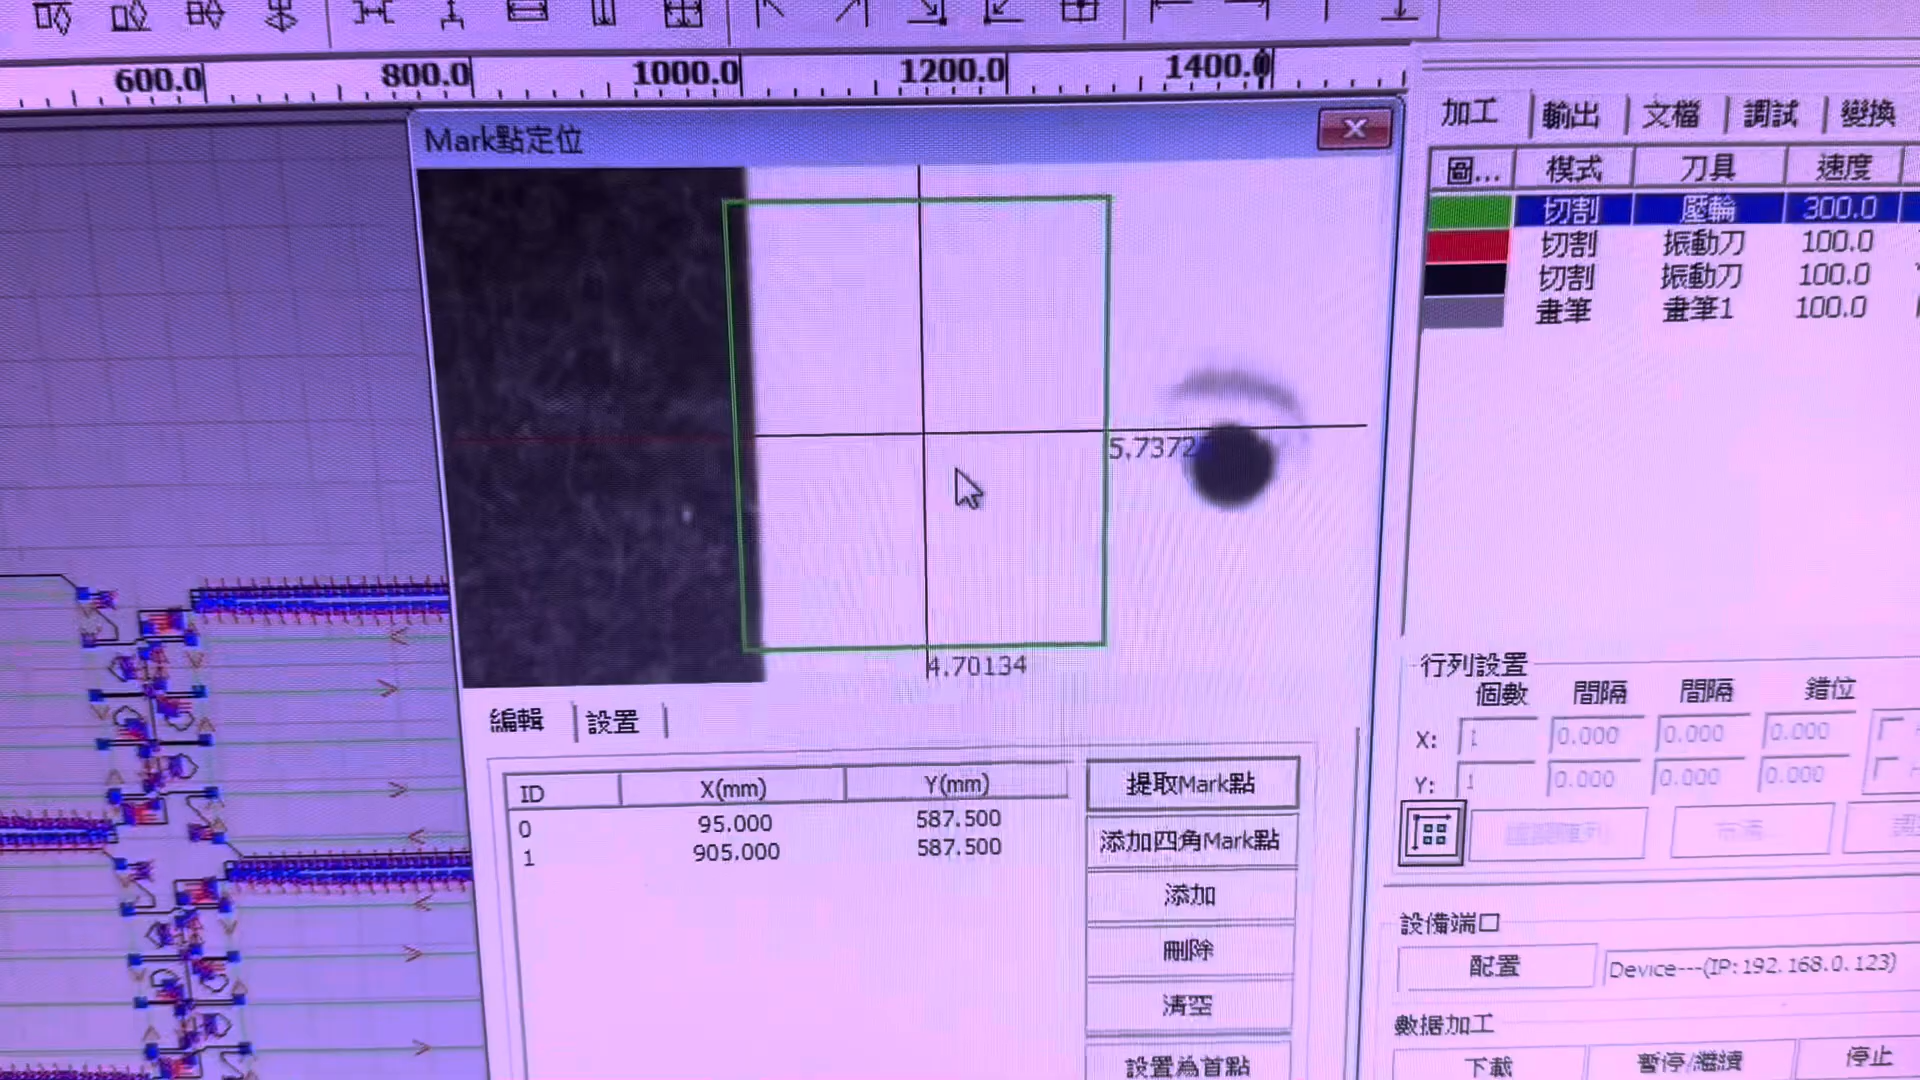 600.0 800.0 1000.0 1200.0 1400.0
Mark點定位
5.7372
4.70134
編輯 設置
ID X(mm) Y(mm)
0 95.000 587.500
1 905.000 587.500
提取Mark點
添加四角Mark點
添加
刪除
清空
設置為首點
加工 輸出 文檔 調試 變換
圖... 模式 刀具 速度
切割 壓輪 300.0
切割 振動刀 100.0
切割 振動刀 100.0
畫筆 畫筆1 100.0
行列設置
個數 間隔 間隔 錯位
X: 1 0.000 0.000 0.000
Y: 1 0.000 0.000 0.000
設備端口
配置 Device---(IP:192.168.0.123)
數据加工
下載 暫停/繼續 停止